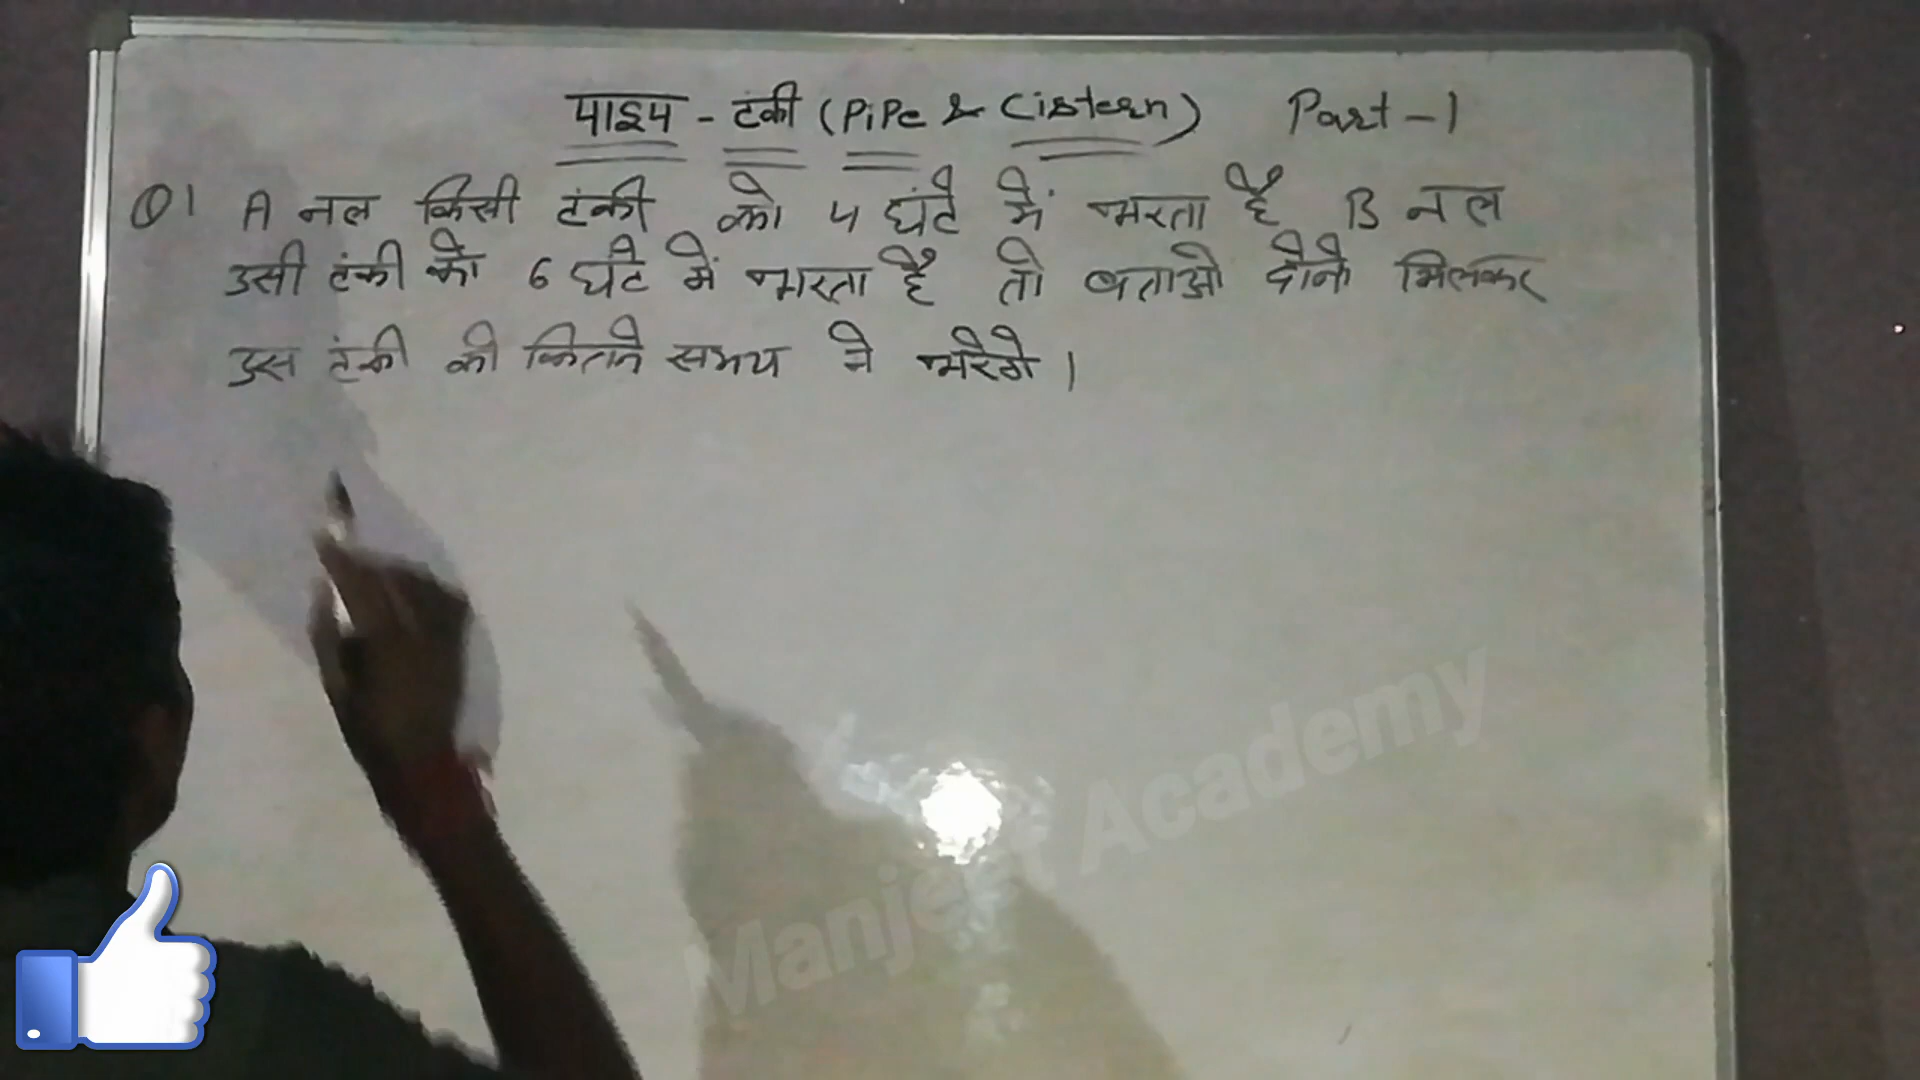 पाइप - टंकी (PiPe & Cistern) Part-1
Q1 A नल किसी टंकी को 4 घंटे में भरता है B नल
उसी टंकी को 6 घंटे में भरता है तो बताओ दोनो मिलकर
उस टंकी को कितने समय मे भरेगे।
Manjeet Academy